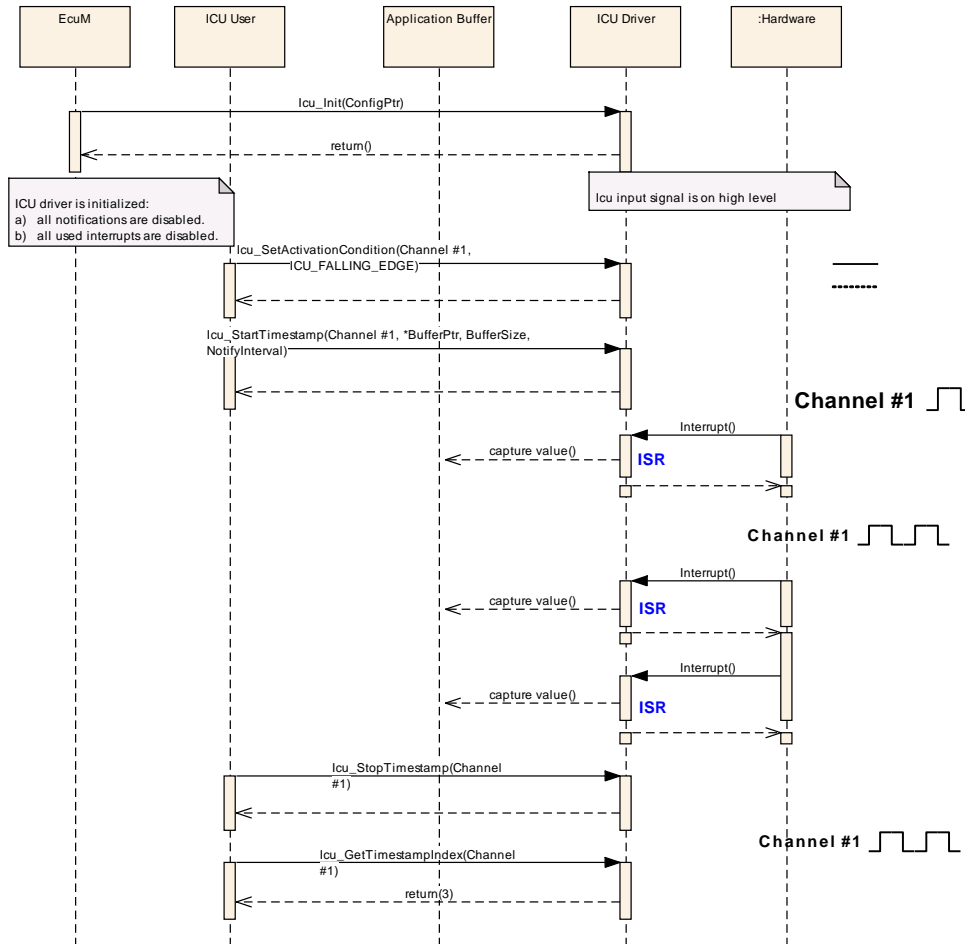 EcuM
ICU User
Application Buffer
ICU Driver
:Hardware
Icu_Init(ConfigPtr)
return()
ICU driver is initialized:
a) all notifications are disabled.
b) all used interrupts are disabled.
Icu input signal is on high level
Icu_SetActivationCondition(Channel #1,
ICU_FALLING_EDGE)
Icu_StartTimestamp(Channel #1, *BufferPtr, BufferSize,
NotifyInterval)
Channel #1
Interrupt()
capture value()
ISR
Channel #1
Interrupt()
capture value()
ISR
Interrupt()
capture value()
ISR
Icu_StopTimestamp(Channel
#1)
Channel #1
Icu_GetTimestampIndex(Channel
#1)
return(3)